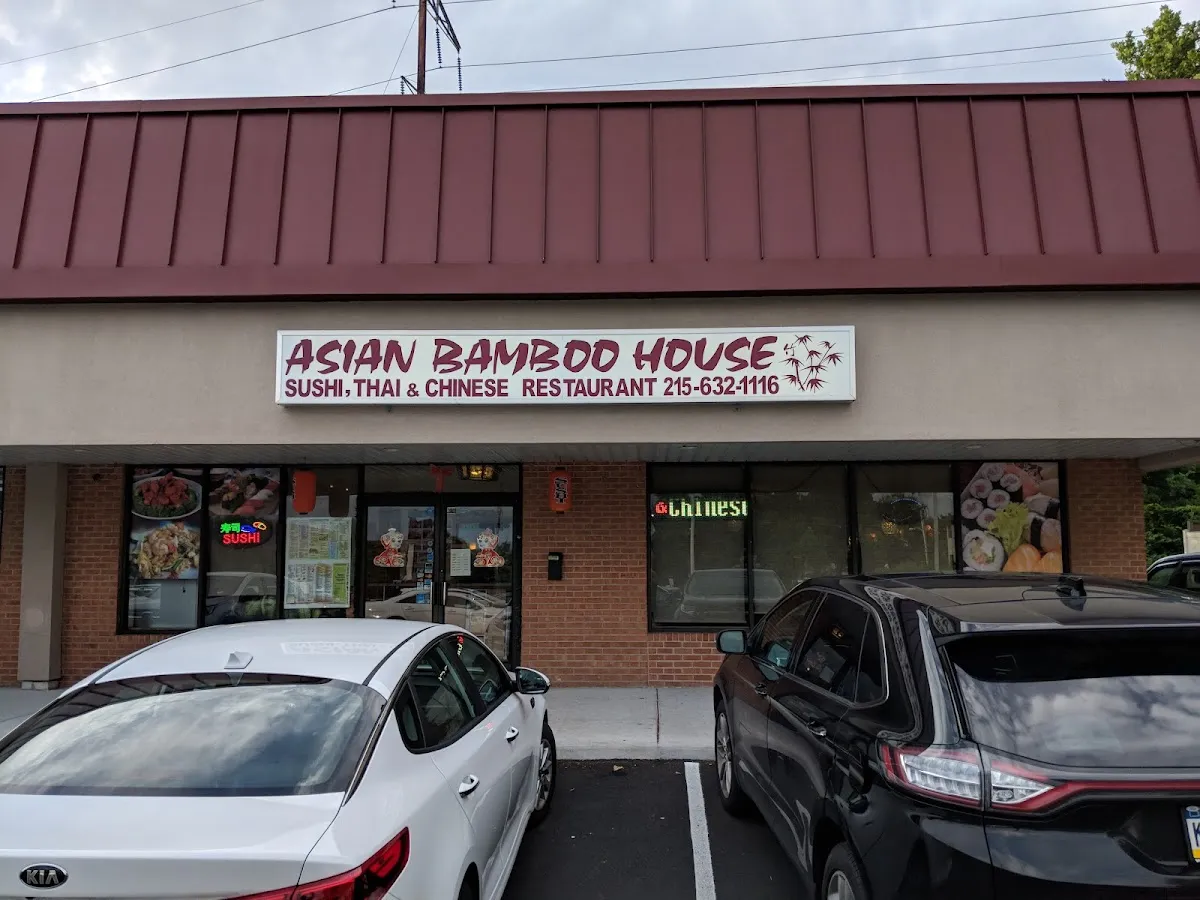 ASIAN BAMBOO HOUSE
SUSHI, THAI & CHINESE RESTAURANT 215-632-1116
寿司
SUSHI
& Chinese
KIA